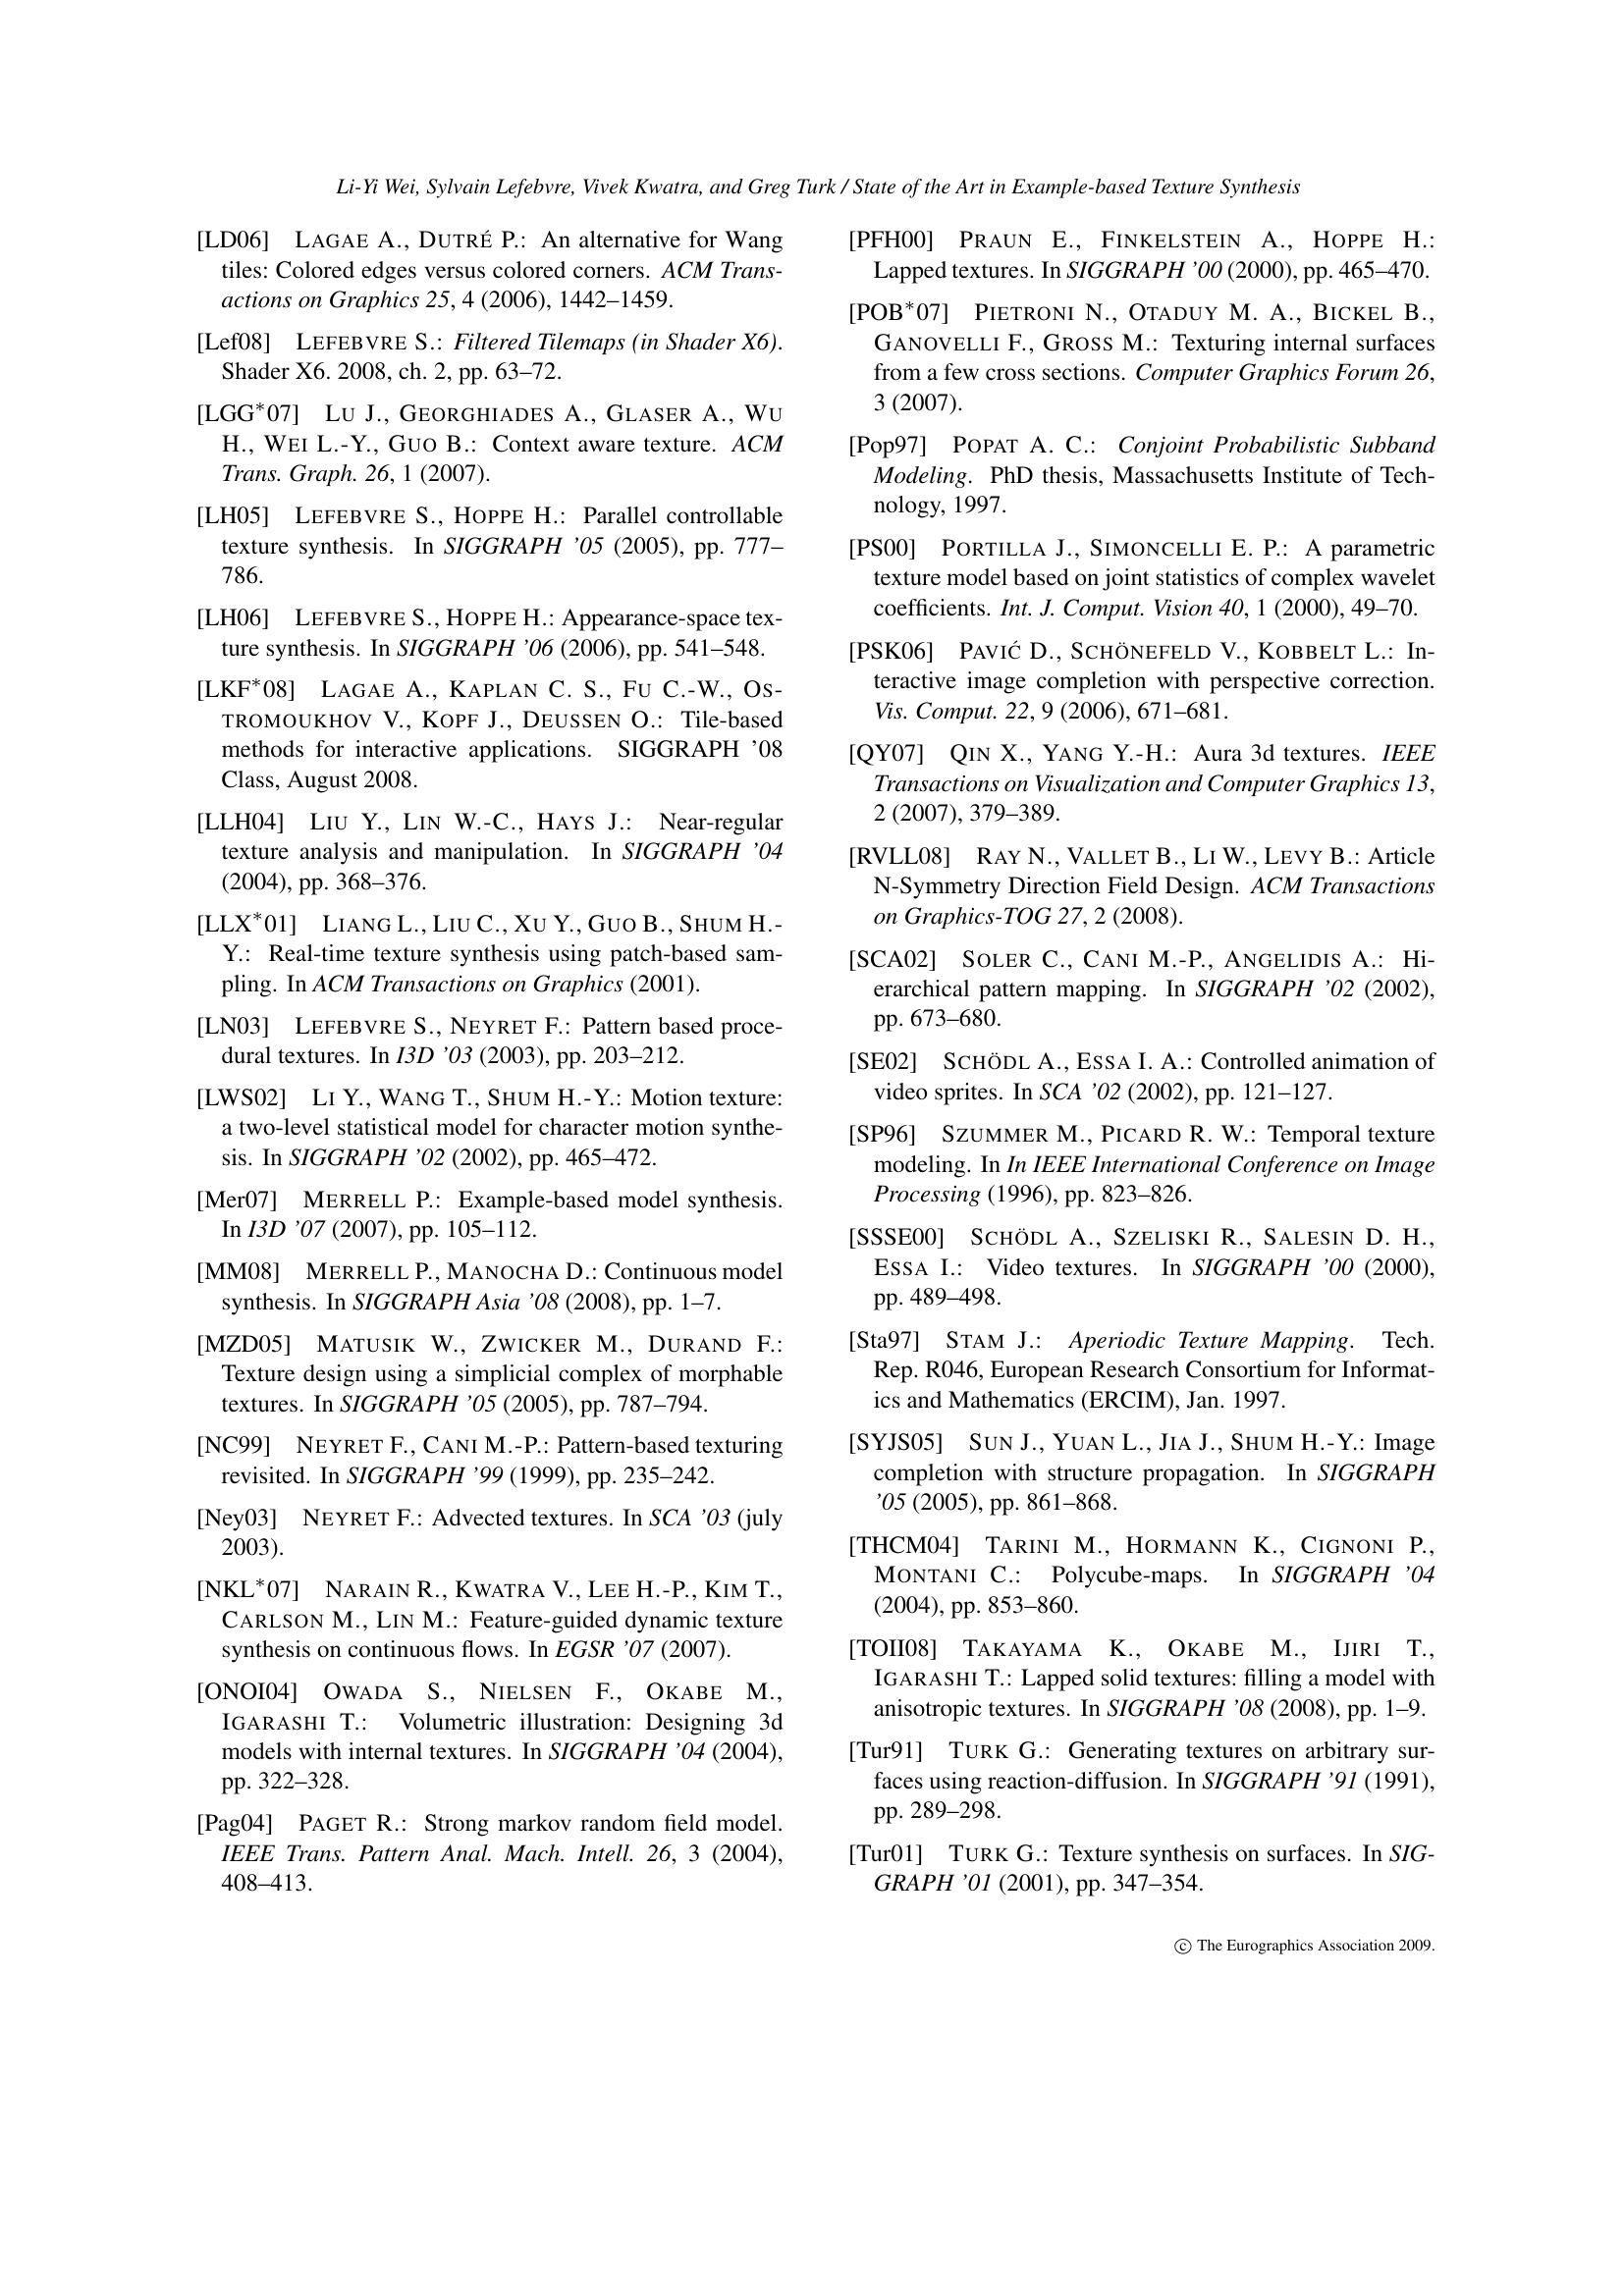 Li-Yi Wei, Sylvain Lefebvre, Vivek Kwatra, and Greg Turk / State of the Art in Example-based Texture Synthesis
[LD06] LAGAE A., DUTRÉ P.: An alternative for Wang
tiles: Colored edges versus colored corners. ACM Trans-
actions on Graphics 25, 4 (2006), 1442–1459.
[Lef08] LEFEBVRE S.: Filtered Tilemaps (in Shader X6).
Shader X6. 2008, ch. 2, pp. 63–72.
[LGG*07] LU J., GEORGHIADES A., GLASER A., WU
H., WEI L.-Y., GUO B.: Context aware texture. ACM
Trans. Graph. 26, 1 (2007).
[LH05] LEFEBVRE S., HOPPE H.: Parallel controllable
texture synthesis. In SIGGRAPH '05 (2005), pp. 777–
786.
[LH06] LEFEBVRE S., HOPPE H.: Appearance-space tex-
ture synthesis. In SIGGRAPH '06 (2006), pp. 541–548.
[LKF*08] LAGAE A., KAPLAN C. S., FU C.-W., OS-
TROMOUKHOV V., KOPF J., DEUSSEN O.: Tile-based
methods for interactive applications. SIGGRAPH '08
Class, August 2008.
[LLH04] LIU Y., LIN W.-C., HAYS J.: Near-regular
texture analysis and manipulation. In SIGGRAPH '04
(2004), pp. 368–376.
[LLX*01] LIANG L., LIU C., XU Y., GUO B., SHUM H.-
Y.: Real-time texture synthesis using patch-based sam-
pling. In ACM Transactions on Graphics (2001).
[LN03] LEFEBVRE S., NEYRET F.: Pattern based proce-
dural textures. In I3D '03 (2003), pp. 203–212.
[LWS02] LI Y., WANG T., SHUM H.-Y.: Motion texture:
a two-level statistical model for character motion synthe-
sis. In SIGGRAPH '02 (2002), pp. 465–472.
[Mer07] MERRELL P.: Example-based model synthesis.
In I3D '07 (2007), pp. 105–112.
[MM08] MERRELL P., MANOCHA D.: Continuous model
synthesis. In SIGGRAPH Asia '08 (2008), pp. 1–7.
[MZD05] MATUSIK W., ZWICKER M., DURAND F.:
Texture design using a simplicial complex of morphable
textures. In SIGGRAPH '05 (2005), pp. 787–794.
[NC99] NEYRET F., CANI M.-P.: Pattern-based texturing
revisited. In SIGGRAPH '99 (1999), pp. 235–242.
[Ney03] NEYRET F.: Advected textures. In SCA '03 (july
2003).
[NKL*07] NARAIN R., KWATRA V., LEE H.-P., KIM T.,
CARLSON M., LIN M.: Feature-guided dynamic texture
synthesis on continuous flows. In EGSR '07 (2007).
[ONOI04] OWADA S., NIELSEN F., OKABE M.,
IGARASHI T.: Volumetric illustration: Designing 3d
models with internal textures. In SIGGRAPH '04 (2004),
pp. 322–328.
[Pag04] PAGET R.: Strong markov random field model.
IEEE Trans. Pattern Anal. Mach. Intell. 26, 3 (2004),
408–413.
[PFH00] PRAUN E., FINKELSTEIN A., HOPPE H.:
Lapped textures. In SIGGRAPH '00 (2000), pp. 465–470.
[POB*07] PIETRONI N., OTADUY M. A., BICKEL B.,
GANOVELLI F., GROSS M.: Texturing internal surfaces
from a few cross sections. Computer Graphics Forum 26,
3 (2007).
[Pop97] POPAT A. C.: Conjoint Probabilistic Subband
Modeling. PhD thesis, Massachusetts Institute of Tech-
nology, 1997.
[PS00] PORTILLA J., SIMONCELLI E. P.: A parametric
texture model based on joint statistics of complex wavelet
coefficients. Int. J. Comput. Vision 40, 1 (2000), 49–70.
[PSK06] PAVIĆ D., SCHÖNEFELD V., KOBBELT L.: In-
teractive image completion with perspective correction.
Vis. Comput. 22, 9 (2006), 671–681.
[QY07] QIN X., YANG Y.-H.: Aura 3d textures. IEEE
Transactions on Visualization and Computer Graphics 13,
2 (2007), 379–389.
[RVLL08] RAY N., VALLET B., LI W., LEVY B.: Article
N-Symmetry Direction Field Design. ACM Transactions
on Graphics-TOG 27, 2 (2008).
[SCA02] SOLER C., CANI M.-P., ANGELIDIS A.: Hi-
erarchical pattern mapping. In SIGGRAPH '02 (2002),
pp. 673–680.
[SE02] SCHÖDL A., ESSA I. A.: Controlled animation of
video sprites. In SCA '02 (2002), pp. 121–127.
[SP96] SZUMMER M., PICARD R. W.: Temporal texture
modeling. In In IEEE International Conference on Image
Processing (1996), pp. 823–826.
[SSSE00] SCHÖDL A., SZELISKI R., SALESIN D. H.,
ESSA I.: Video textures. In SIGGRAPH '00 (2000),
pp. 489–498.
[Sta97] STAM J.: Aperiodic Texture Mapping. Tech.
Rep. R046, European Research Consortium for Informat-
ics and Mathematics (ERCIM), Jan. 1997.
[SYJS05] SUN J., YUAN L., JIA J., SHUM H.-Y.: Image
completion with structure propagation. In SIGGRAPH
'05 (2005), pp. 861–868.
[THCM04] TARINI M., HORMANN K., CIGNONI P.,
MONTANI C.: Polycube-maps. In SIGGRAPH '04
(2004), pp. 853–860.
[TOII08] TAKAYAMA K., OKABE M., IJIRI T.,
IGARASHI T.: Lapped solid textures: filling a model with
anisotropic textures. In SIGGRAPH '08 (2008), pp. 1–9.
[Tur91] TURK G.: Generating textures on arbitrary sur-
faces using reaction-diffusion. In SIGGRAPH '91 (1991),
pp. 289–298.
[Tur01] TURK G.: Texture synthesis on surfaces. In SIG-
GRAPH '01 (2001), pp. 347–354.
© The Eurographics Association 2009.